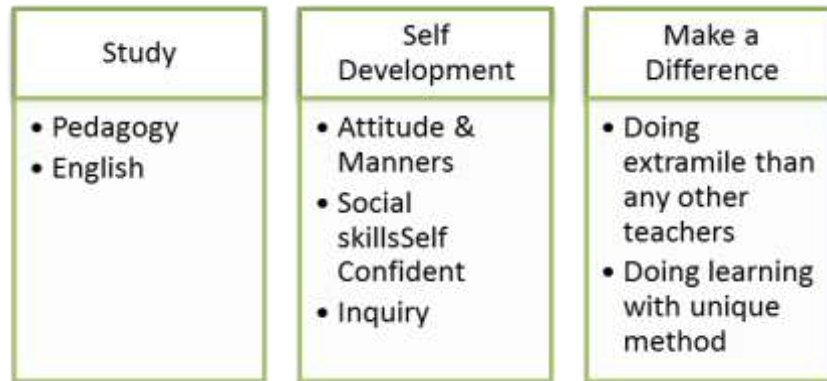 Study
• Pedagogy
• English
Self
Development
• Attitude &
Manners
• Social
skillsSelf
Confident
• Inquiry
Make a
Difference
• Doing
extramile than
any other
teachers
• Doing learning
with unique
method